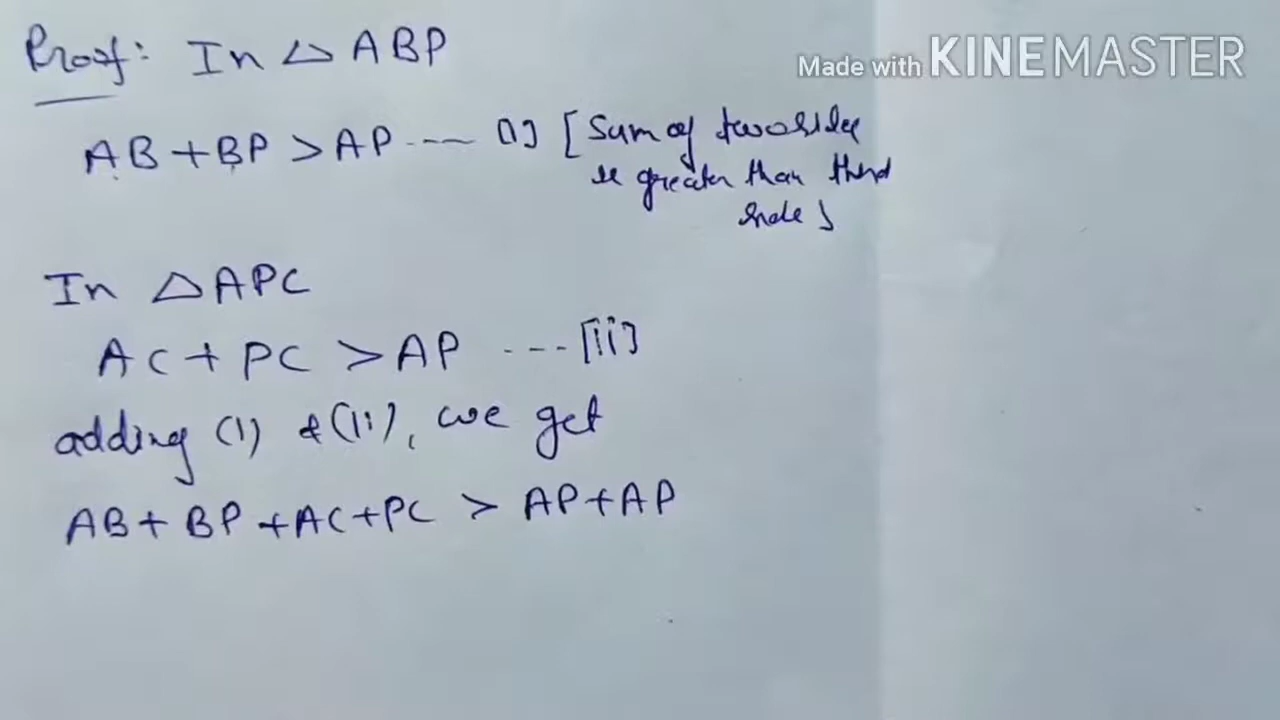 Proof: In △ ABP
Made with KINEMASTER
AB + BP > AP ---- (i) [Sum of two side
is greater than third
side]
In △APC
AC + PC > AP ---- [ii]
adding (i) & (ii), we get
AB + BP + AC + PC > AP + AP